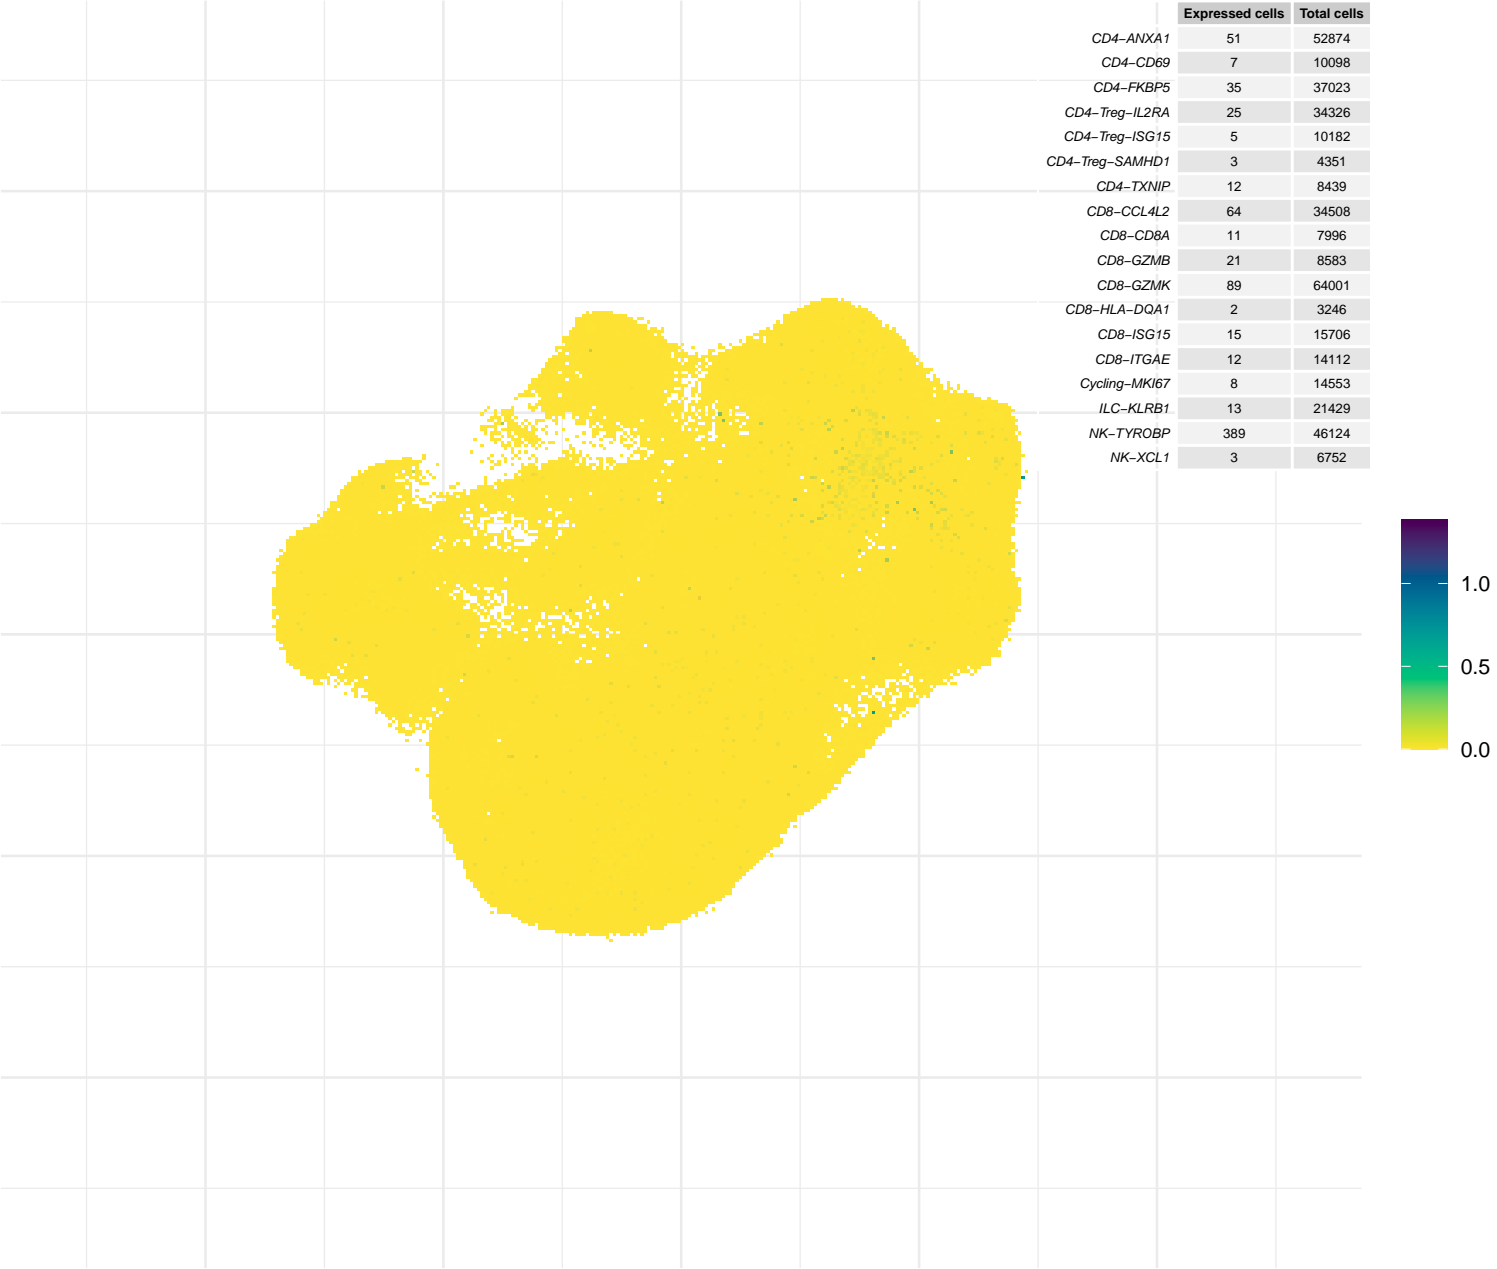 Expressed cells Total cells
CD4−ANXA1 51 52874
CD4−CD69 7 10098
CD4−FKBP5 35 37023
CD4−Treg−IL2RA 25 34326
CD4−Treg−ISG15 5 10182
CD4−Treg−SAMHD1 3 4351
CD4−TXNIP 12 8439
CD8−CCL4L2 64 34508
CD8−CD8A 11 7996
CD8−GZMB 21 8583
CD8−GZMK 89 64001
CD8−HLA−DQA1 2 3246
CD8−ISG15 15 15706
CD8−ITGAE 12 14112
Cycling−MKI67 8 14553
ILC−KLRB1 13 21429
NK−TYROBP 389 46124
NK−XCL1 3 6752
1.0
0.5
0.0